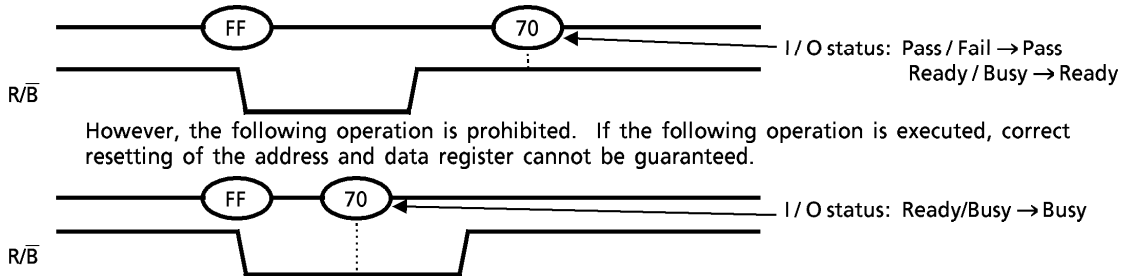 FF 70
I / O status: Pass / Fail → Pass
Ready / Busy → Ready
R/B̅
However, the following operation is prohibited. If the following operation is executed, correct
resetting of the address and data register cannot be guaranteed.
FF 70
I / O status: Ready/Busy → Busy
R/B̅